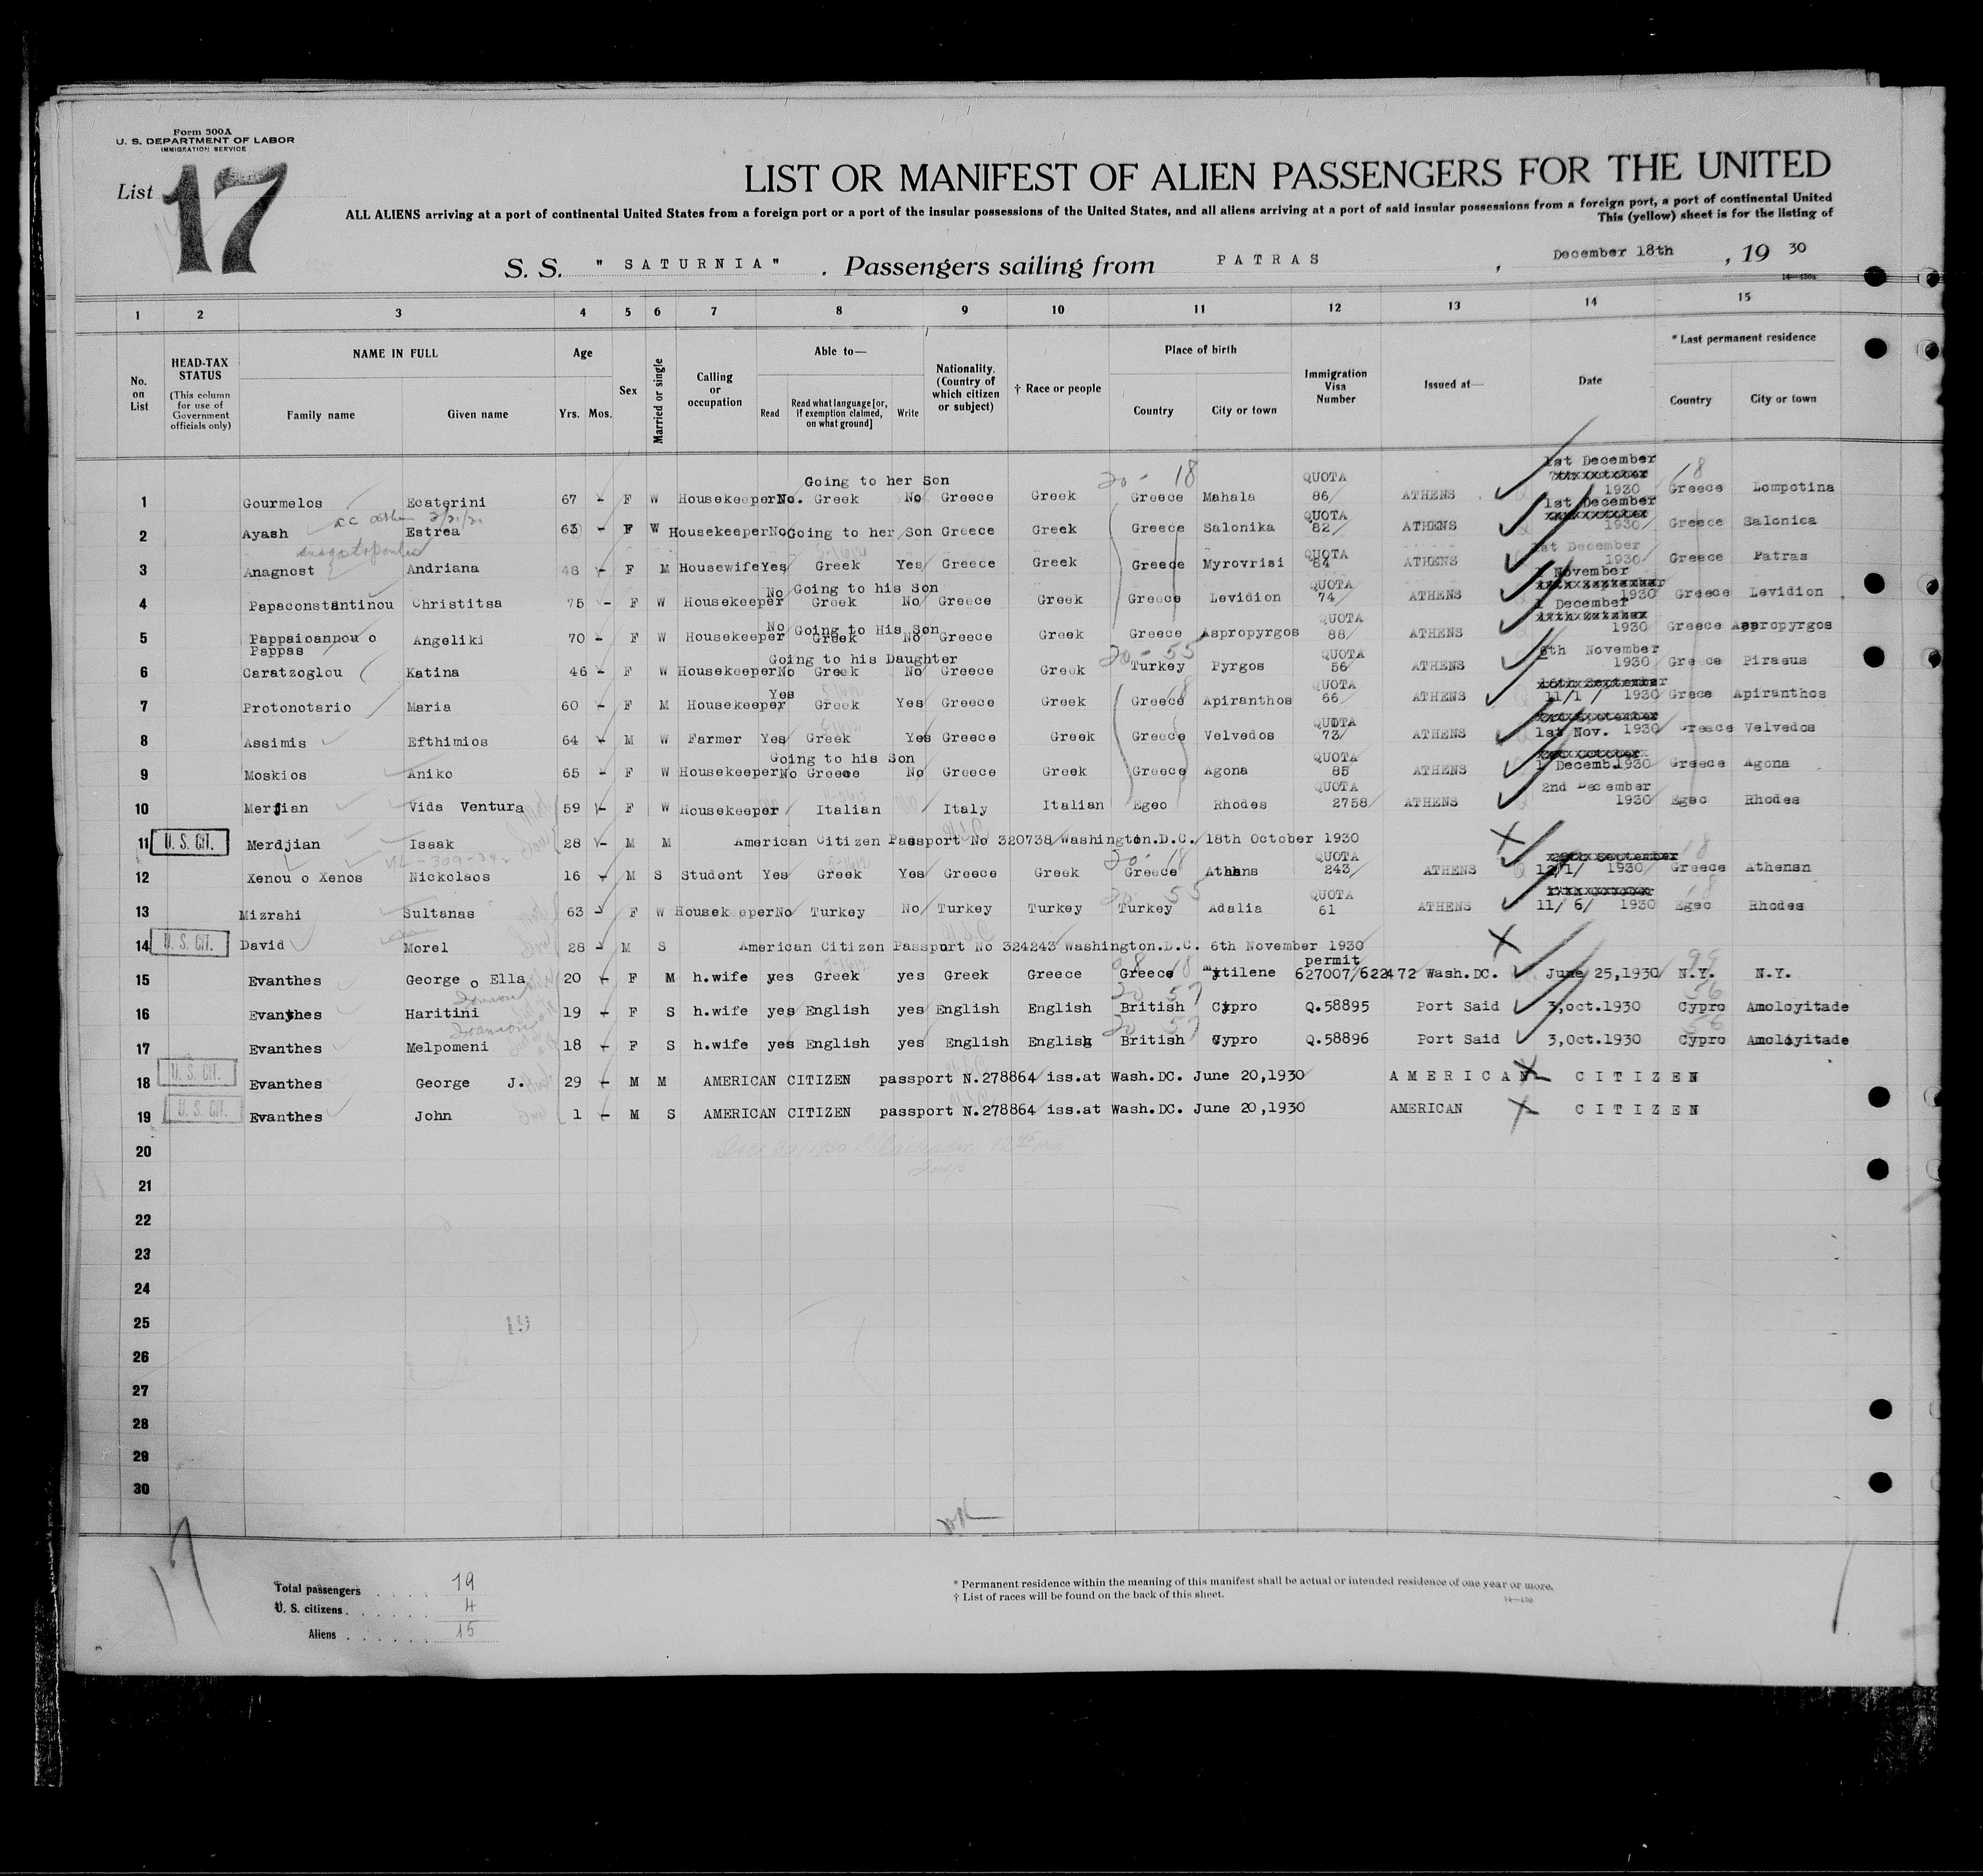 Form 500A
U. S. DEPARTMENT OF LABOR
IMMIGRATION SERVICE
List 17
LIST OR MANIFEST OF ALIEN PASSENGERS FOR THE UNITED
ALL ALIENS arriving at a port of continental United States from a foreign port or a port of the insular possessions of the United States, and all aliens arriving at a port of said insular possessions from a foreign port, a port of continental United
This (yellow) sheet is for the listing of
S. S. "SATURNIA". Passengers sailing from PATRAS, December 18th, 19 30
1 2 3 4 5 6 7 8 9 10 11 12 13 14 15
No. on List
HEAD-TAX STATUS (This column for use of Government officials only)
NAME IN FULL Family name Given name
Age Yrs. Mos.
Sex
Married or single
Calling or occupation
Able to— Read Read what language [or, if exemption claimed, on what ground] Write
Nationality. (Country of which citizen or subject)
† Race or people
Place of birth Country City or town
Immigration Visa Number
Issued at—
Date
* Last permanent residence Country City or town
20 - 18
Going to her Son QUOTA 1st December
1 Gourmelos Ecaterini 67 - F W Housekeeper No. Greek No Greece Greek Greece Mahala 86 ATHENS 1930 Greece Lompotina
QUOTA 1st December
2 Ayash Estrea 63 - F W Housekeeper No Going to her Son Greece Greek Greece Salonika 82 ATHENS 1930 Greece Salonica
QUOTA 1st December
3 Anagnost Andriana 48 - F M Housewife Yes Greek Yes Greece Greek Greece Myrovrisi 84 ATHENS 1930 Greece Patras
No Going to his Son QUOTA 1 November
4 Papaconstantinou Christitsa 75 - F W Housekeeper Greek No Greece Greek Greece Levidion 74 ATHENS 1930 Greece Levidion
No Going to His Son QUOTA 1 December
5 Pappaioannou o Pappas Angeliki 70 - F W Housekeeper Greek No Greece Greek Greece Aspropyrgos 88 ATHENS 1930 Greece Aspropyrgos
20 - 55
Going to his Daughter QUOTA 6th November
6 Caratzoglou Katina 46 - F W Housekeeper No Greek No Greece Greek Turkey Pyrgos 56 ATHENS 1930 Greece Piraeus
Yes QUOTA
7 Protonotario Maria 60 - F M Housekeeper Greek Yes Greece Greek Greece Apiranthos 66 ATHENS 11/1/ 1930 Grece Apiranthos
QUOTA
8 Assimis Efthimios 64 - M W Farmer Yes Greek Yes Greece Greek Greece Velvedos 73 ATHENS 1st Nov. 1930 Greece Velvedos
Going to his Son QUOTA
9 Moskios Aniko 65 - F W Housekeeper No Greece No Greece Greek Greece Agona 85 ATHENS 1 Decemb. 1930 Greece Agona
QUOTA 2nd December
10 Merjian Vida Ventura 59 - F W Housekeeper Italian Italy Italian Egeo Rhodes 2758 ATHENS 1930 Egeo Rhodes
11 U. S. CIT. Merdjian Isaak 28 - M M American Citizen Passport No 320738 Washington.D.C. 18th October 1930
20 - 18 QUOTA
12 Xenou o Xenos Nickolaos 16 - M S Student Yes Greek Yes Greece Greek Greece Athens 243 ATHENS 12/1/ 1930 Greece Athensn
QUOTA
13 Mizrahi Sultanas 63 - F W Housekeeper No Turkey No Turkey Turkey Turkey Adalia 61 ATHENS 11/ 6/ 1930 Egeo Rhodes
14 U. S. CIT. David Morel 28 - M S American Citizen Passport No 324243 Washington.D.C. 6th November 1930
permit
15 Evanthes George o Ella 20 - F M h.wife yes Greek yes Greek Greece Greece Mytilene 627007/622472 Wash.DC. June 25,1930 N.Y. N.Y.
16 Evanthes Haritini 19 - F S h.wife yes English yes English English British Cypro Q.58895 Port Said 3,oct.1930 Cypro Amoloyitade
17 Evanthes Melpomeni 18 - F S h.wife yes English yes English English British Cypro Q.58896 Port Said 3,Oct.1930 Cypro Amoloyitade
18 U. S. CIT. Evanthes George J. 29 - M M AMERICAN CITIZEN passport N.278864 iss.at Wash.DC. June 20,1930 AMERICAN CITIZEN
19 U. S. CIT. Evanthes John 1 - M S AMERICAN CITIZEN passport N.278864 iss.at Wash.DC. June 20,1930 AMERICAN CITIZEN
20
21
22
23
24
25 19
26
27
28
29
30
17
Total passengers 19
U. S. citizens 4
Aliens 15
* Permanent residence within the meaning of this manifest shall be actual or intended residence of one year or more.
† List of races will be found on the back of this sheet.